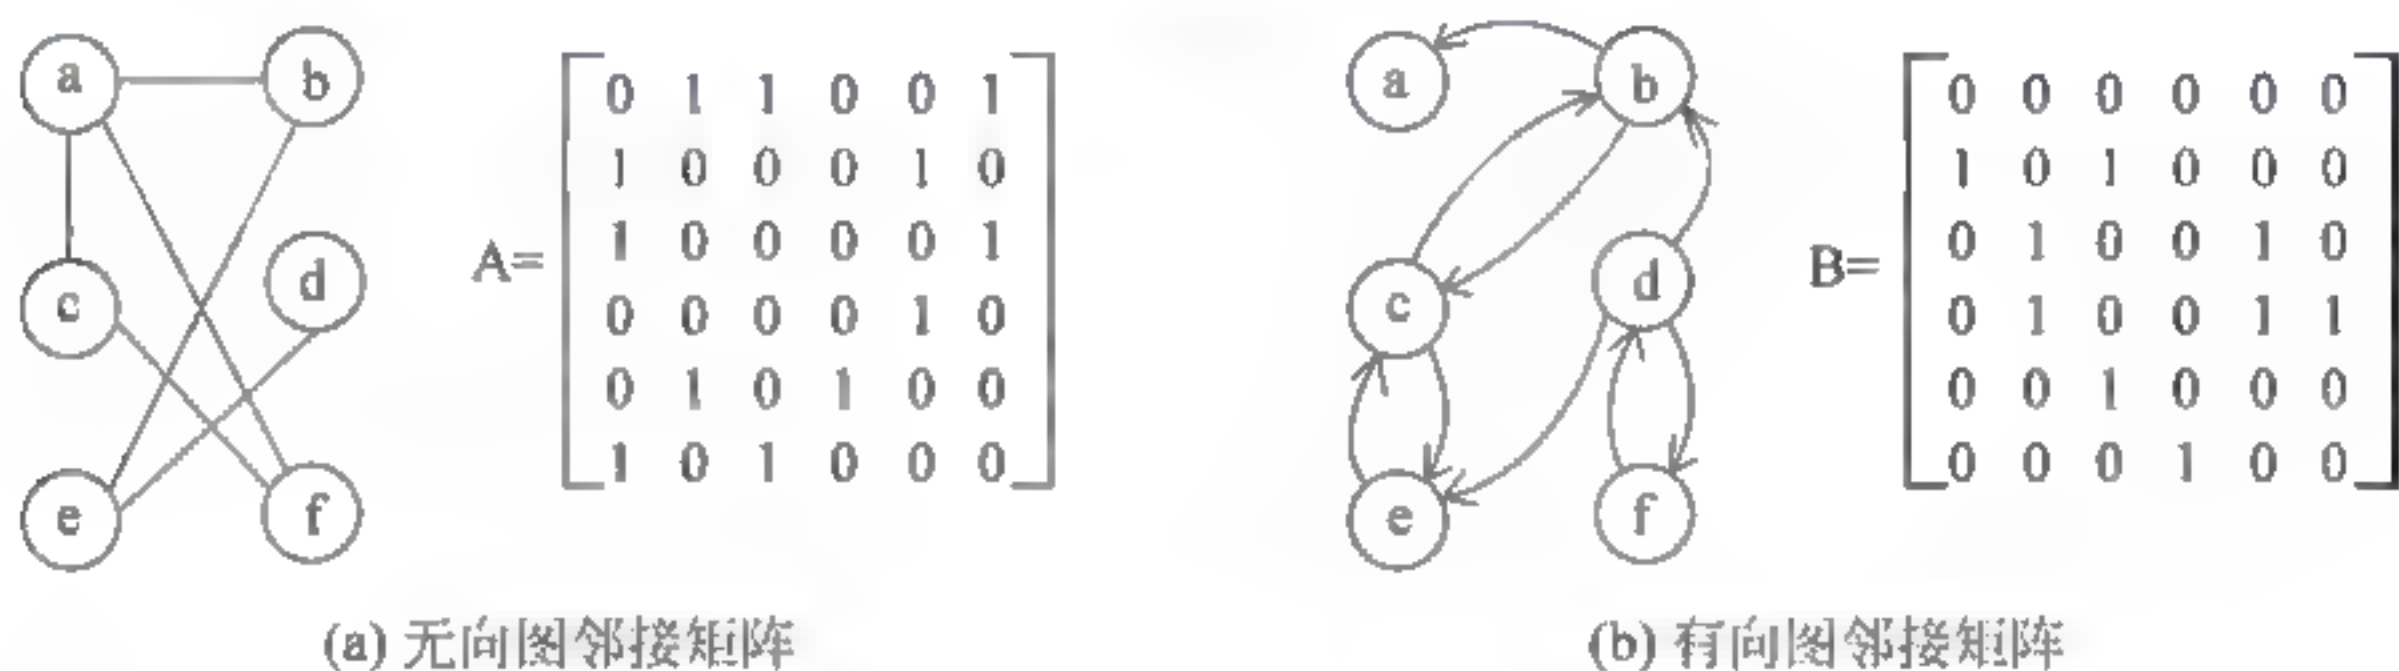 a b
c d
e f
A=
0 1 1 0 0 1
1 0 0 0 1 0
1 0 0 0 0 1
0 0 0 0 1 0
0 1 0 1 0 0
1 0 1 0 0 0
(a) 无向图邻接矩阵
a b
c d
e f
B=
0 0 0 0 0 0
1 0 1 0 0 0
0 1 0 0 1 0
0 1 0 0 1 1
0 0 1 0 0 0
0 0 0 1 0 0
(b) 有向图邻接矩阵